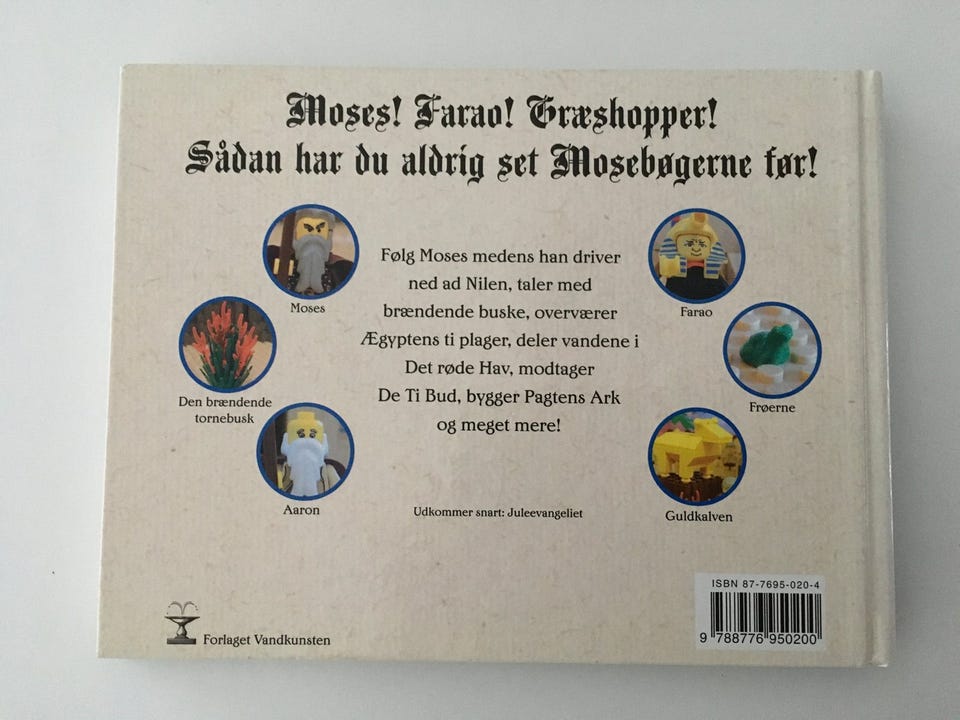 Moses! Farao! Græshopper!
Sådan har du aldrig set Mosebøgerne før!
Moses
Den brændende
tornebusk
Aaron
Følg Moses medens han driver
ned ad Nilen, taler med
brændende buske, overværer
Ægyptens ti plager, deler vandene i
Det røde Hav, modtager
De Ti Bud, bygger Pagtens Ark
og meget mere!
Farao
Frøerne
Guldkalven
Udkommer snart: Juleevangeliet
Forlaget Vandkunsten
ISBN 87-7695-020-4
9 788776 950200